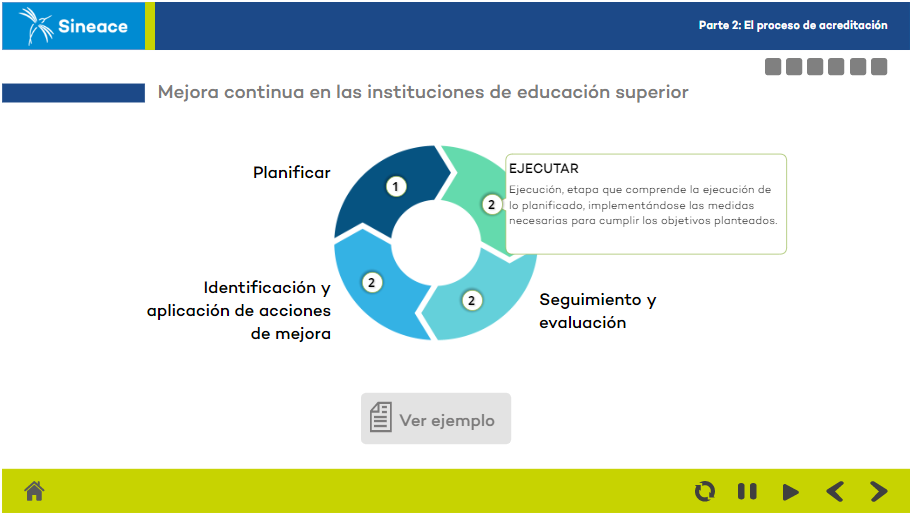 Sineace
Parte 2: El proceso de acreditación
Mejora continua en las instituciones de educación superior
Planificar
1
2
EJECUTAR
Ejecución, etapa que comprende la ejecución de
lo planificado, implementándose las medidas
necesarias para cumplir los objetivos planteados.
Identificación y
aplicación de acciones
de mejora
2
2
Seguimiento y
evaluación
Ver ejemplo